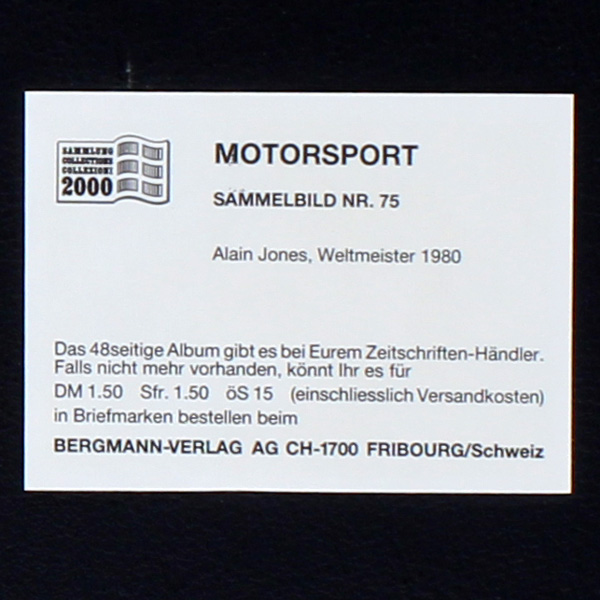 SAMMLUNG
COLLECTIONS
COLLEZIONI
2000
MOTORSPORT
SAMMELBILD NR. 75
Alain Jones, Weltmeister 1980
Das 48seitige Album gibt es bei Eurem Zeitschriften-Händler.
Falls nicht mehr vorhanden, könnt Ihr es für
DM 1.50 Sfr. 1.50 öS 15 (einschliesslich Versandkosten)
in Briefmarken bestellen beim
BERGMANN-VERLAG AG CH-1700 FRIBOURG/Schweiz